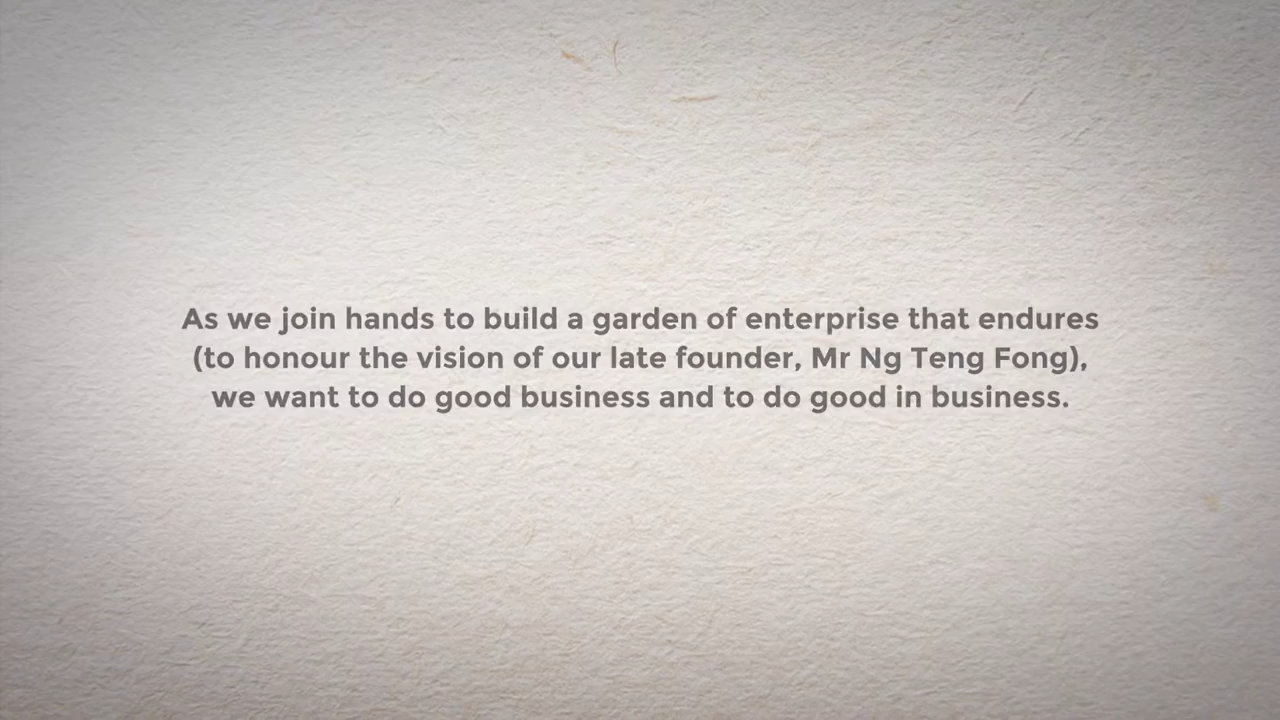 As we join hands to build a garden of enterprise that endures
(to honour the vision of our late founder, Mr Ng Teng Fong),
we want to do good business and to do good in business.